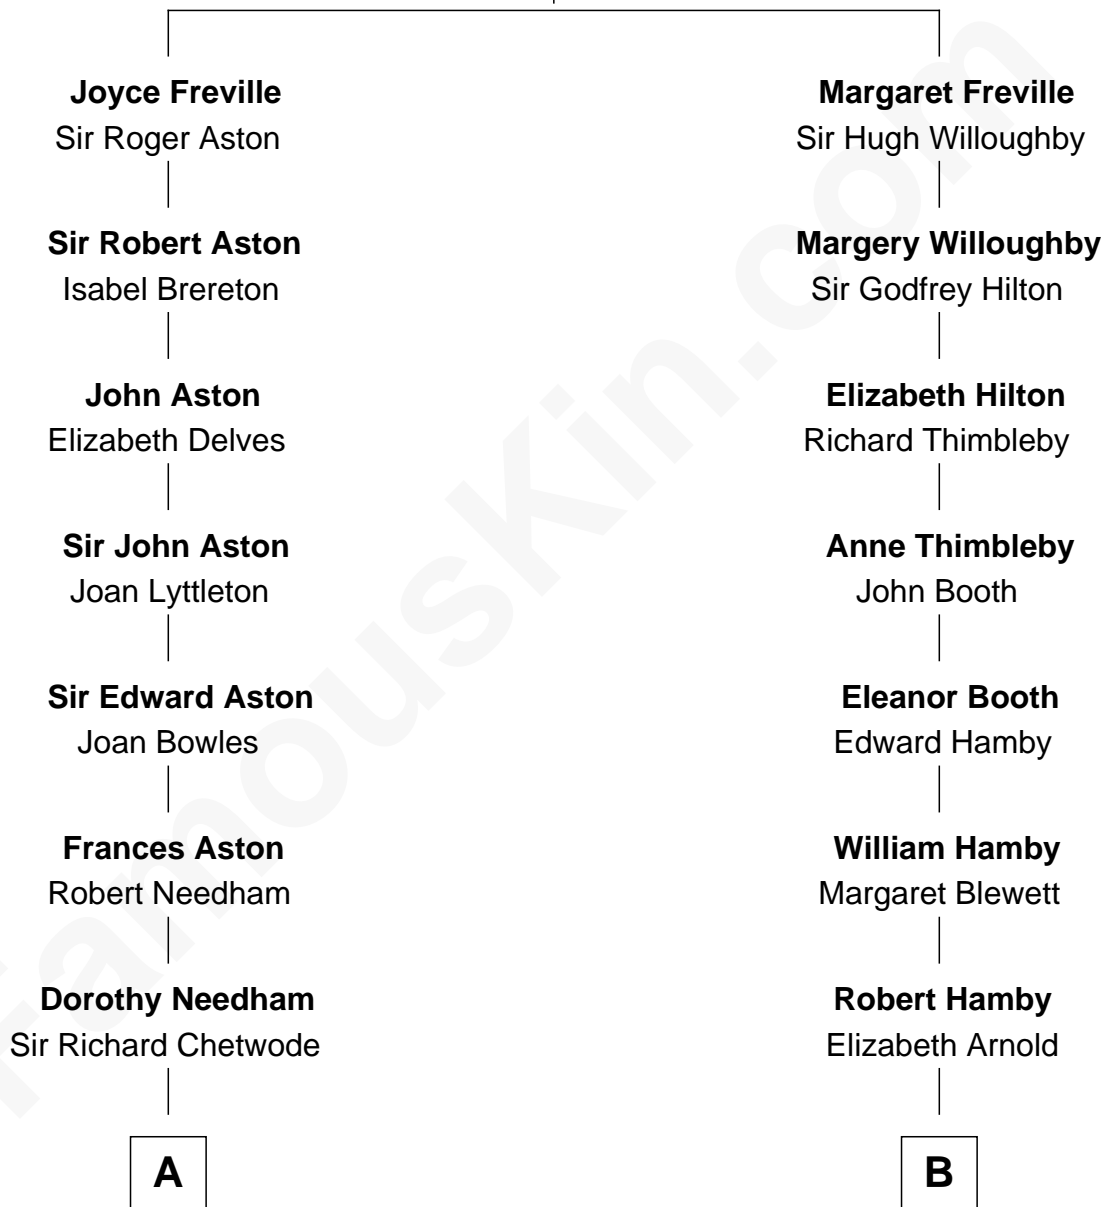 Joyce Freville
Sir Roger Aston
Sir Robert Aston
Isabel Brereton
John Aston
Elizabeth Delves
Sir John Aston
Joan Lyttleton
Sir Edward Aston
Joan Bowles
Frances Aston
Robert Needham
Dorothy Needham
Sir Richard Chetwode
A
Margaret Freville
Sir Hugh Willoughby
Margery Willoughby
Sir Godfrey Hilton
Elizabeth Hilton
Richard Thimbleby
Anne Thimbleby
John Booth
Eleanor Booth
Edward Hamby
William Hamby
Margaret Blewett
Robert Hamby
Elizabeth Arnold
B
FamousKin.com